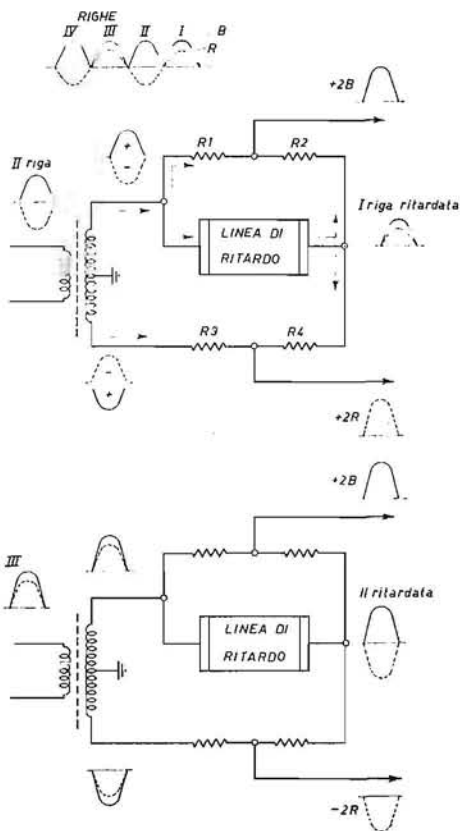 RIGHE
IV III II I B
R
+2B
R1 R2
II riga
+
-
LINEA DI
RITARDO
I riga ritardata
R3 R4
-
+
+2R
+2B
III
II ritardata
LINEA DI
RITARDO
-2R